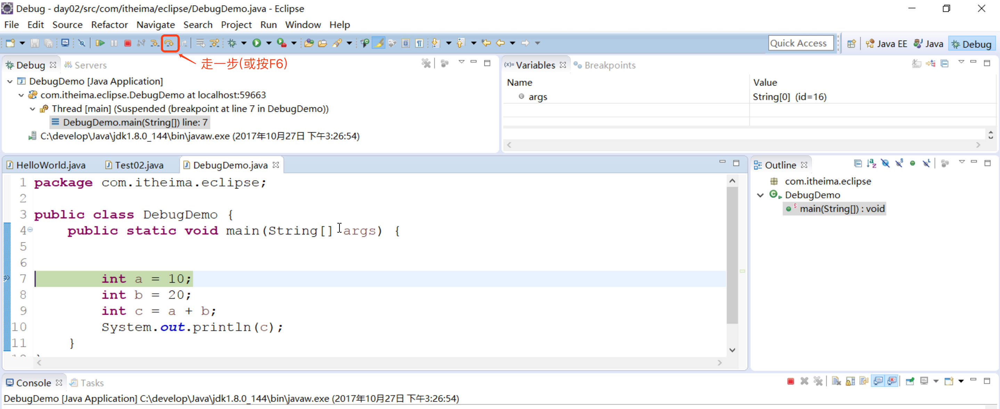 Debug - day02/src/com/itheima/eclipse/DebugDemo.java - Eclipse
File Edit Source Refactor Navigate Search Project Run Window Help
Quick Access
Java EE
Java
Debug
走一步(或按F6)
Debug
Servers
DebugDemo [Java Application]
com.itheima.eclipse.DebugDemo at localhost:59663
Thread [main] (Suspended (breakpoint at line 7 in DebugDemo))
DebugDemo.main(String[]) line: 7
C:\develop\Java\jdk1.8.0_144\bin\javaw.exe (2017年10月27日 下午3:26:54)
(x)= Variables
Breakpoints
Name Value
args String[0] (id=16)
HelloWorld.java
Test02.java
DebugDemo.java
1 package com.itheima.eclipse;
2
3 public class DebugDemo {
4 public static void main(String[] args) {
5
6
7 int a = 10;
8 int b = 20;
9 int c = a + b;
10 System.out.println(c);
11 }
Outline
com.itheima.eclipse
DebugDemo
main(String[]) : void
Console
Tasks
DebugDemo [Java Application] C:\develop\Java\jdk1.8.0_144\bin\javaw.exe (2017年10月27日 下午3:26:54)